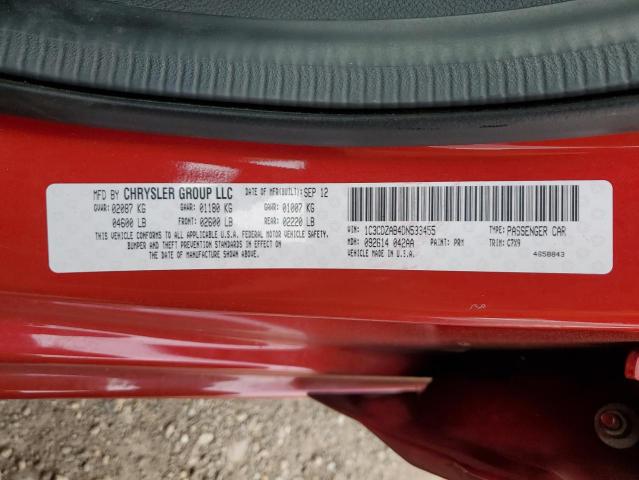 MFD BY CHRYSLER GROUP LLC DATE OF MFR(BUILT): SEP 12
GVWR: 02087 KG GAWR: 01180 KG GAWR: 01007 KG
04600 LB FRONT: 02600 LB REAR: 02220 LB
THIS VEHICLE CONFORMS TO ALL APPLICABLE U.S.A. FEDERAL MOTOR VEHICLE SAFETY,
BUMPER AND THEFT PREVENTION STANDARDS IN EFFECT ON
THE DATE OF MANUFACTURE SHOWN ABOVE.
VIN: 1C3CDZAB4DN533455 TYPE: PASSENGER CAR
MDH: 092614 042AA PAINT: PRM TRIM: C7X9
VEHICLE MADE IN U.S.A. 4658843